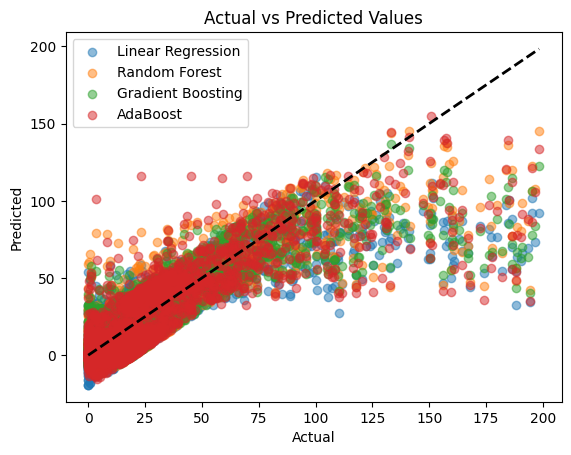 Actual vs Predicted Values
Linear Regression
Random Forest
Gradient Boosting
AdaBoost
200
150
100
50
0
Predicted
0
25
50
75
100
125
150
175
200
Actual